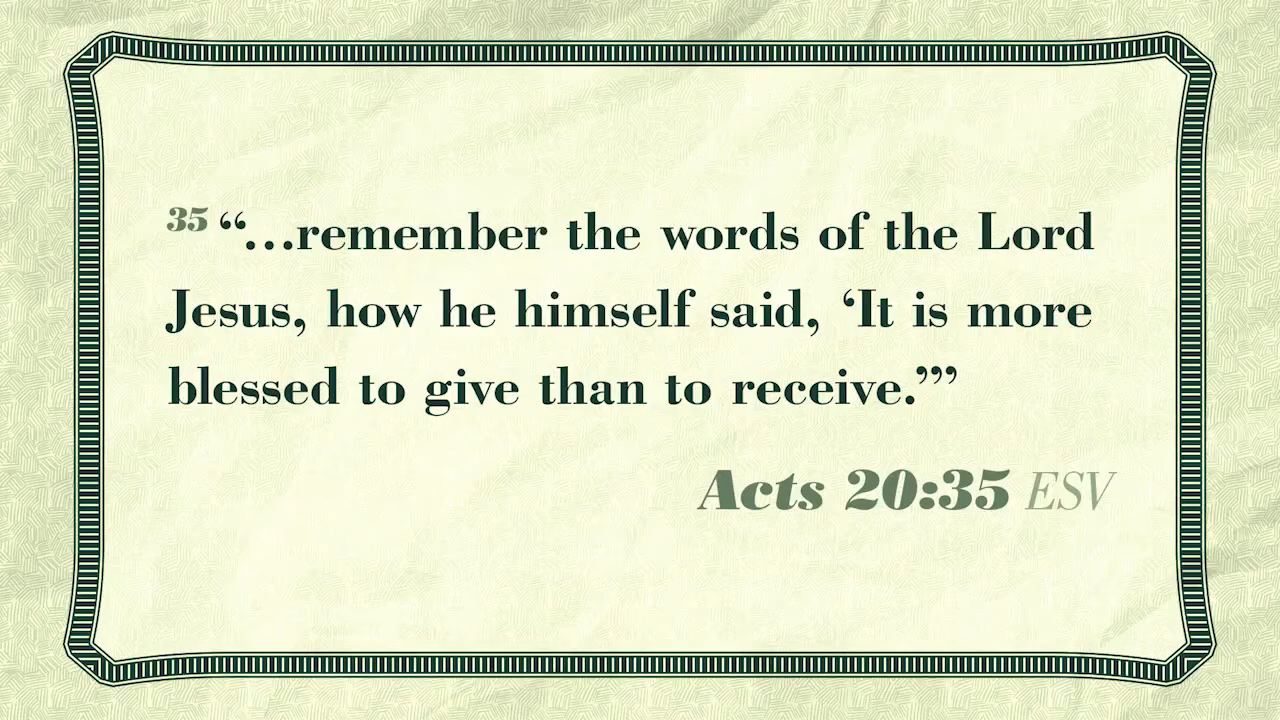 35 “...remember the words of the Lord
Jesus, how he himself said, ‘It is more
blessed to give than to receive.’”
Acts 20:35 ESV